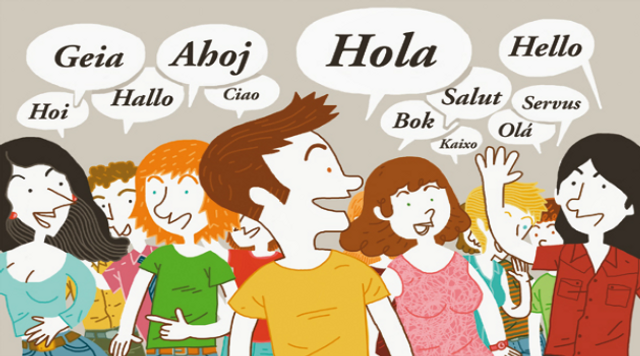 Geia
Ahoj
Hola
Hello
Hoi
Hallo
Ciao
Bok
Salut
Servus
Kaixo
Olá